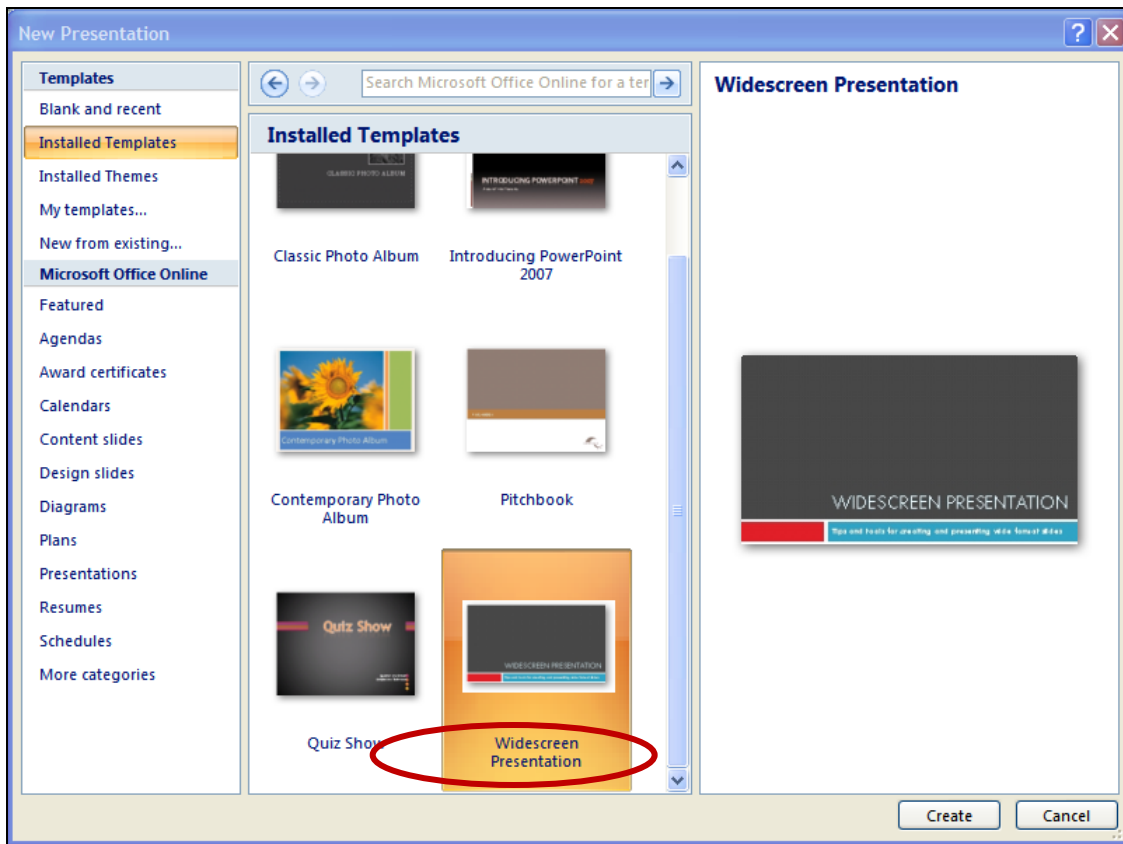 New Presentation
Templates
Blank and recent
Installed Templates
Installed Themes
My templates...
New from existing...
Microsoft Office Online
Featured
Agendas
Award certificates
Calendars
Content slides
Design slides
Diagrams
Plans
Presentations
Resumes
Schedules
More categories
Search Microsoft Office Online for a ter
Installed Templates
CLASSIC PHOTO ALBUM
INTRODUCING POWERPOINT 2007
Classic Photo Album
Introducing PowerPoint
2007
Contemporary Photo Album
Contemporary Photo
Album
Pitchbook
Quiz Show
WIDESCREEN PRESENTATION
Quiz Show
Widescreen
Presentation
Widescreen Presentation
WIDESCREEN PRESENTATION
Tips and tools for creating and presenting wide format slides
Create
Cancel